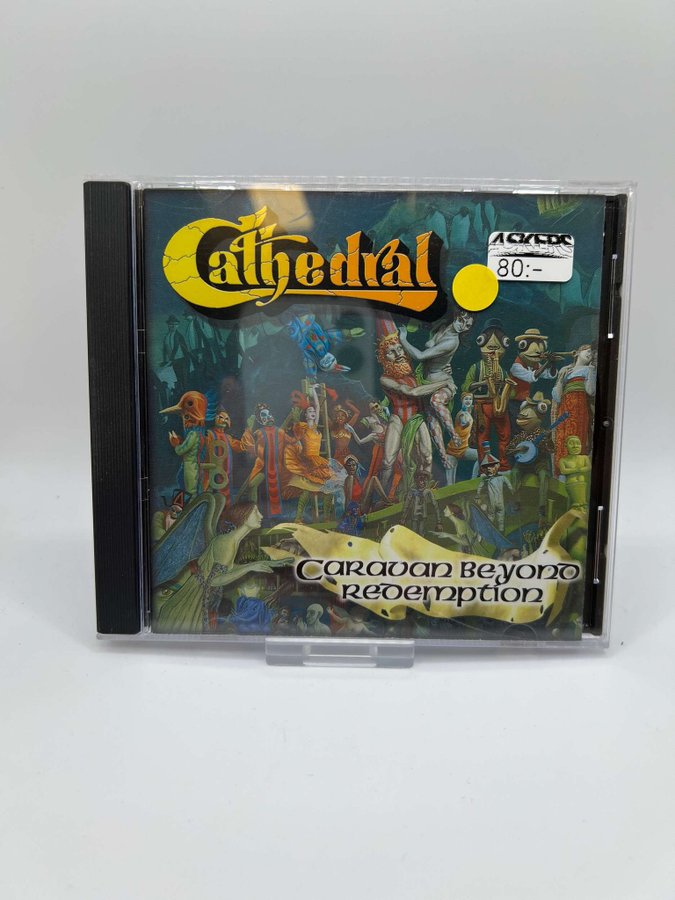 Cathedral
ASKERS
80:-
Caravan Beyond
Redemption